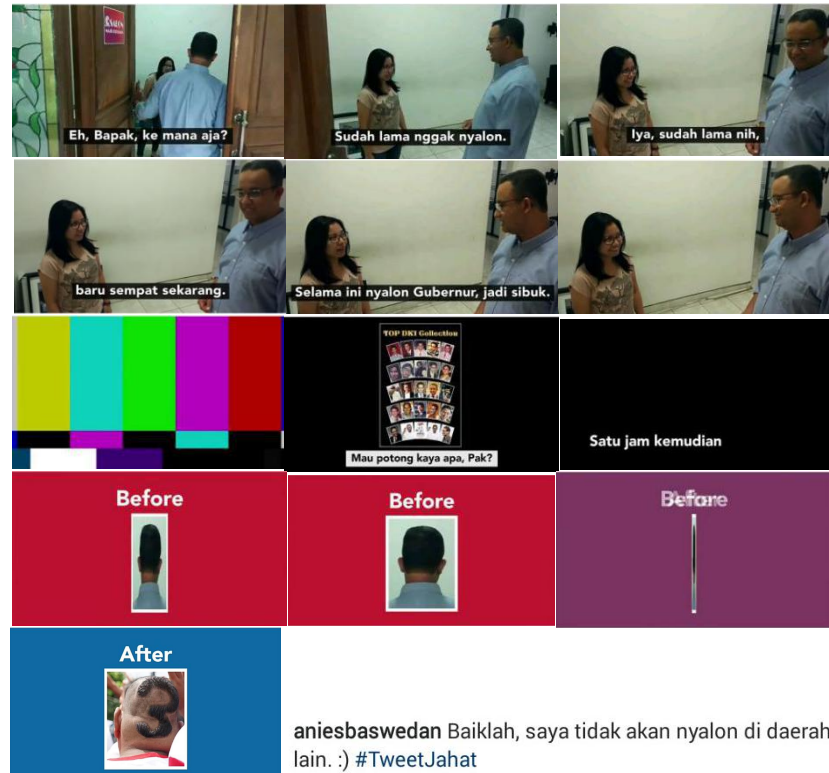 Eh, Bapak, ke mana aja?
Sudah lama nggak nyalon.
Iya, sudah lama nih,
baru sempat sekarang.
Selama ini nyalon Gubernur, jadi sibuk.
TOP DKI Collection
Mau potong kaya apa, Pak?
Satu jam kemudian
Before
Before
Before
After
3
aniesbaswedan Baiklah, saya tidak akan nyalon di daerah
lain. :) #TweetJahat